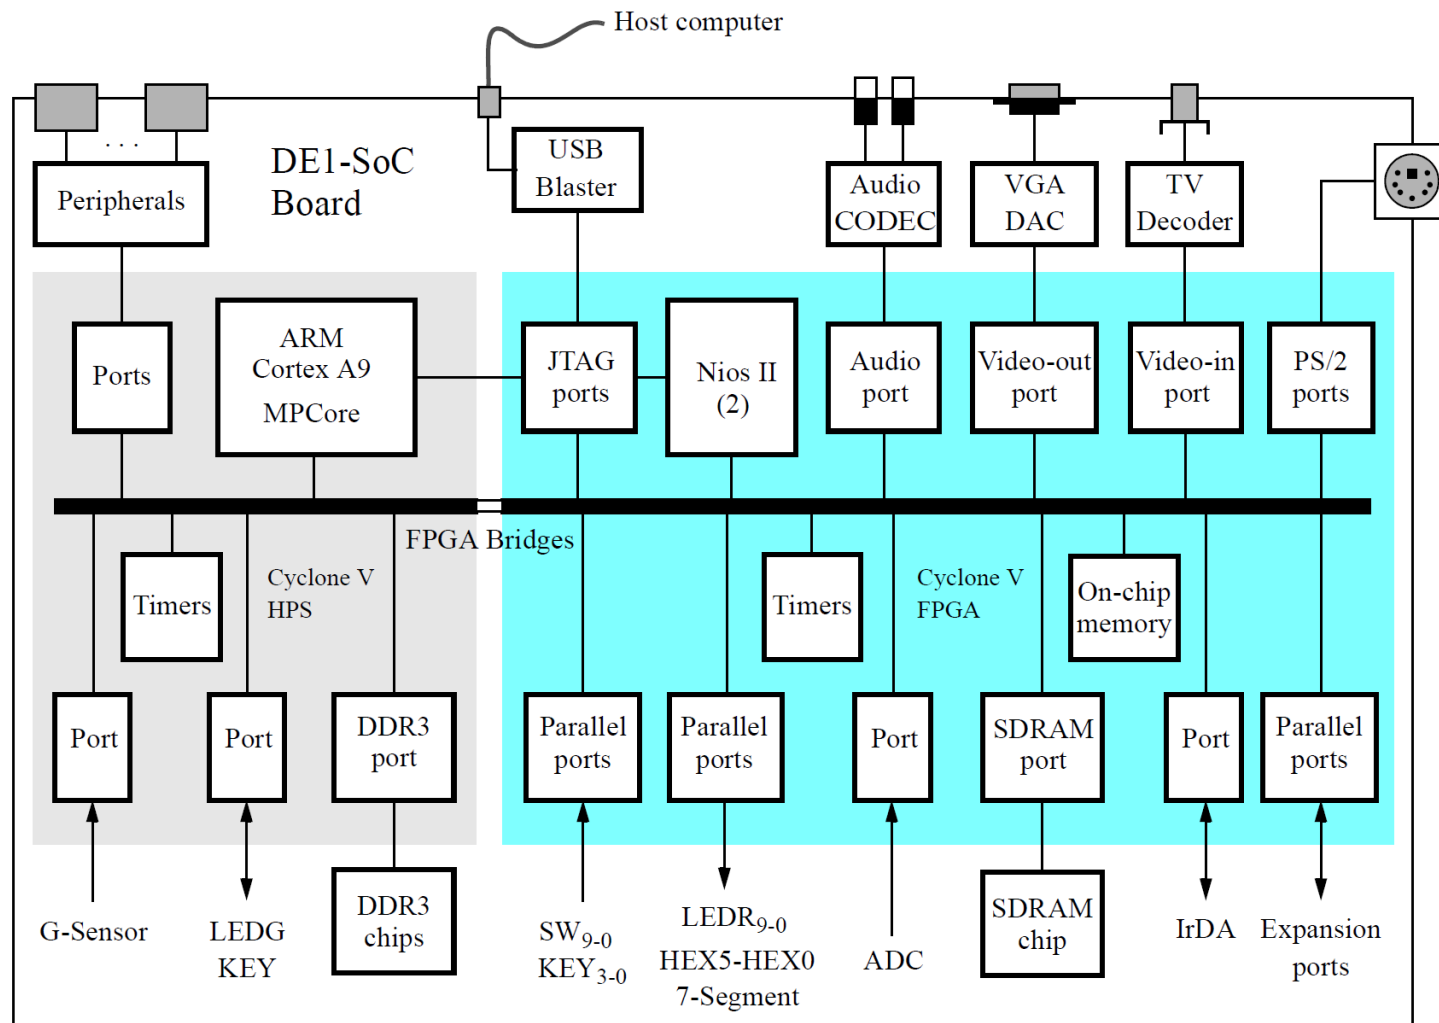 Host computer
DE1-SoC
Board
Peripherals
. . .
USB
Blaster
Audio
CODEC
VGA
DAC
TV
Decoder
Ports
ARM
Cortex A9
MPCore
JTAG
ports
Nios II
(2)
Audio
port
Video-out
port
Video-in
port
PS/2
ports
FPGA Bridges
Timers
Cyclone V
HPS
Timers
Cyclone V
FPGA
On-chip
memory
Port
Port
DDR3
port
Parallel
ports
Parallel
ports
Port
SDRAM
port
Port
Parallel
ports
G-Sensor
LEDG
KEY
DDR3
chips
SW9-0
KEY3-0
LEDR9-0
HEX5-HEX0
7-Segment
ADC
SDRAM
chip
IrDA
Expansion
ports